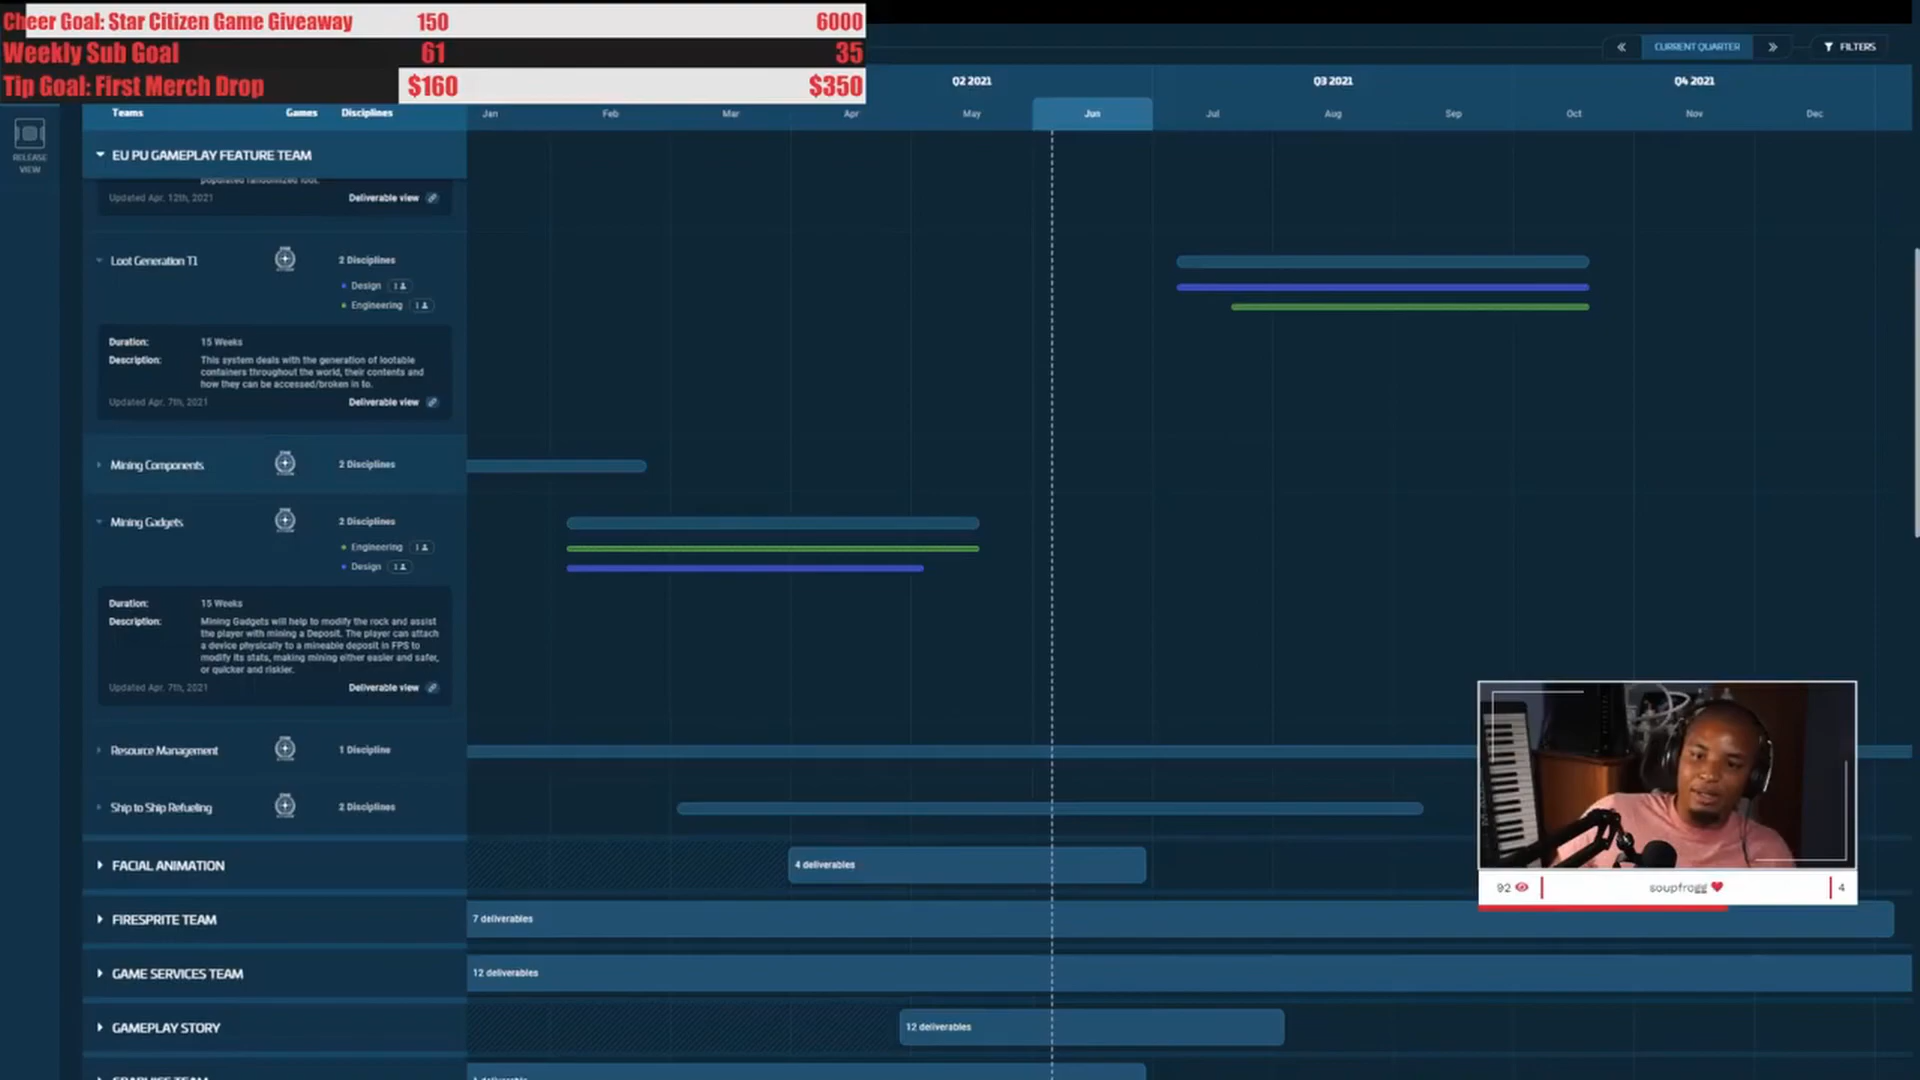 Cheer Goal: Star Citizen Game Giveaway 150 6000
Weekly Sub Goal 61 35
Tip Goal: First Merch Drop $160 $350
CURRENT QUARTER
FILTERS
Q2 2021 Q3 2021 Q4 2021
Teams Games Disciplines Jan Feb Mar Apr May Jun Jul Aug Sep Oct Nov Dec
RELEASE
VIEW
EU PU GAMEPLAY FEATURE TEAM
populated randomized loot.
Updated Apr. 12th, 2021 Deliverable view
Loot Generation T1 2 Disciplines
Design 1
Engineering 1
Duration: 15 Weeks
Description: This system deals with the generation of lootable
containers throughout the world, their contents and
how they can be accessed/broken in to.
Updated Apr. 7th, 2021 Deliverable view
Mining Components 2 Disciplines
Mining Gadgets 2 Disciplines
Engineering 1
Design 1
Duration: 15 Weeks
Description: Mining Gadgets will help to modify the rock and assist
the player with mining a Deposit. The player can attach
a device physically to a mineable deposit in FPS to
modify its stats, making mining either easier and safer,
or quicker and riskier.
Updated Apr. 7th, 2021 Deliverable view
Resource Management 1 Discipline
Ship to Ship Refueling 2 Disciplines
FACIAL ANIMATION 4 deliverables
92 soupfrogg 4
FIRESPRITE TEAM 7 deliverables
GAME SERVICES TEAM 12 deliverables
GAMEPLAY STORY 12 deliverables